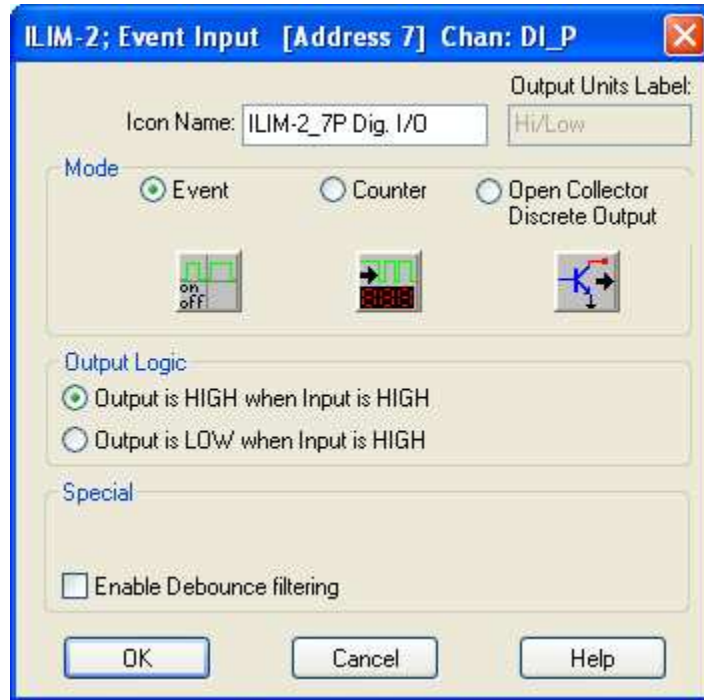 ILIM-2; Event Input [Address 7] Chan: DI_P
Output Units Label:
Icon Name: ILIM-2_7P Dig. I/O Hi/Low
Mode
Event Counter Open Collector
Discrete Output
on
off
888
Output Logic
Output is HIGH when Input is HIGH
Output is LOW when Input is HIGH
Special
Enable Debounce filtering
OK Cancel Help